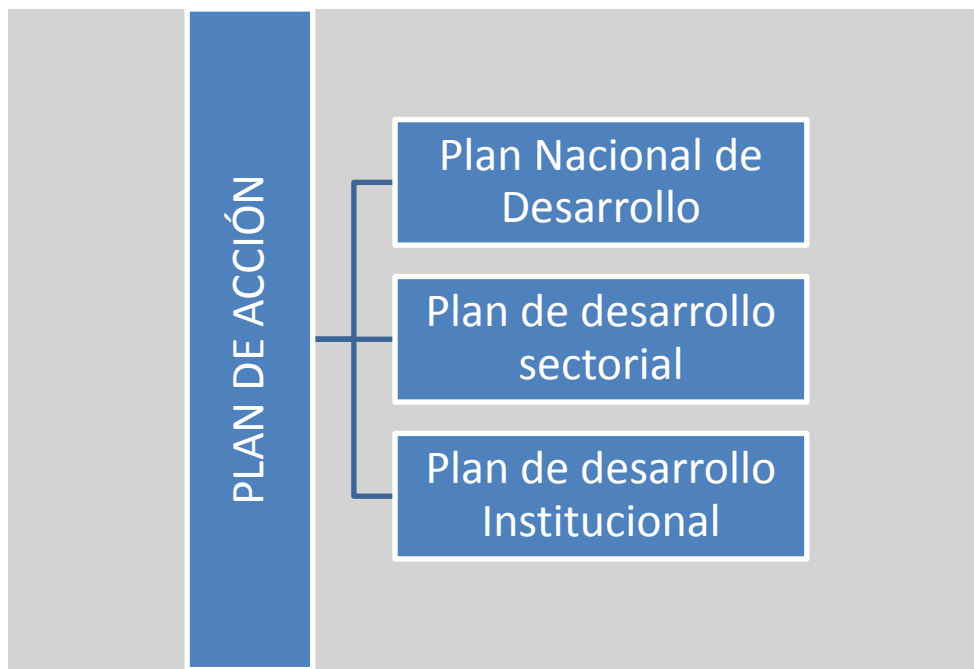 PLAN DE ACCIÓN
Plan Nacional de
Desarrollo
Plan de desarrollo
sectorial
Plan de desarrollo
Institucional